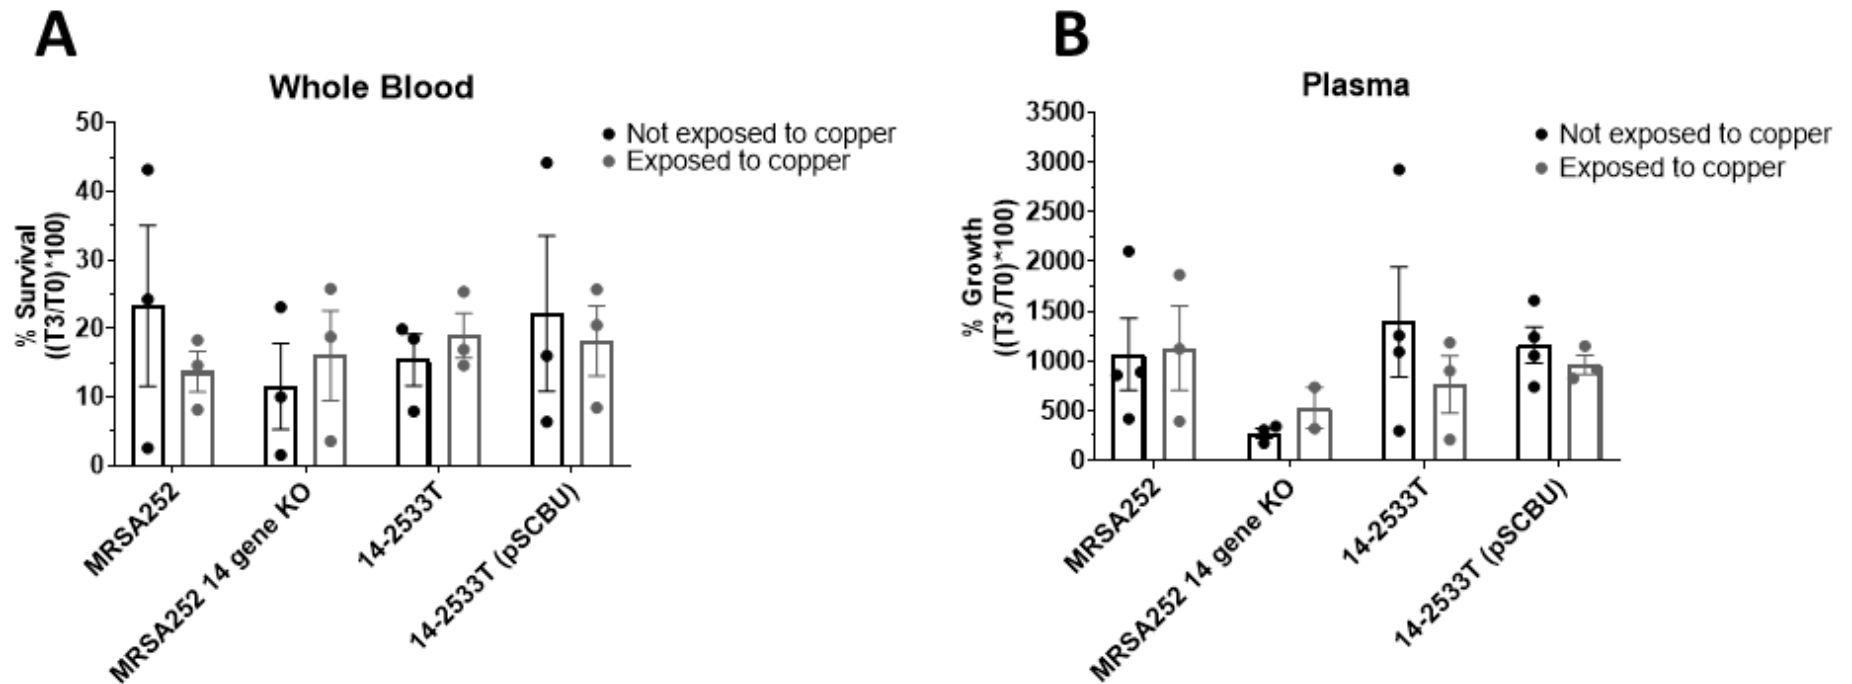 A
Whole Blood
% Survival
((T3/T0)*100)
50
40
30
20
10
0
Not exposed to copper
Exposed to copper
MRSA252
MRSA252 14 gene KO
14-2533T
14-2533T (pSCBU)
B
Plasma
% Growth
((T3/T0)*100)
3500
3000
2500
2000
1500
1000
500
0
Not exposed to copper
Exposed to copper
MRSA252
MRSA252 14 gene KO
14-2533T
14-2533T (pSCBU)